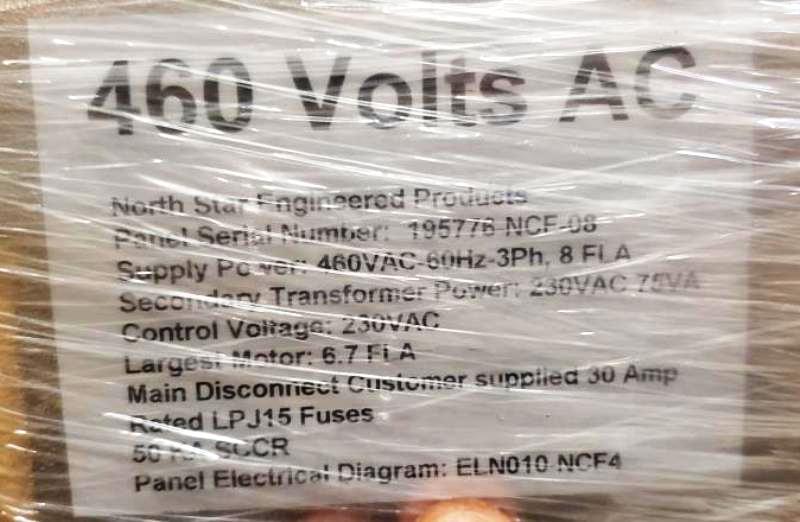 460 Volts AC
North Star Engineered Products
Panel Serial Number: 195776-NCF-08
Supply Power: 460VAC-60Hz-3Ph, 8 FLA
Secondary Transformer Power: 230VAC 75VA
Control Voltage: 230VAC
Largest Motor: 6.7 FLA
Main Disconnect Customer supplied 30 Amp
Rated LPJ15 Fuses
50 KA SCCR
Panel Electrical Diagram: ELN010-NCF4